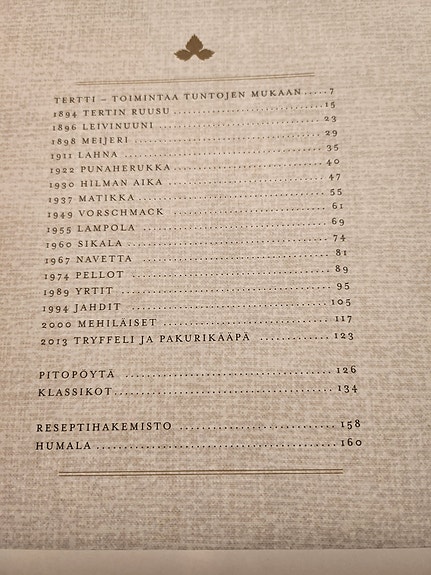 TERTTI – TOIMINTAA TUNTOJEN MUKAAN ..... 7
1894 TERTIN RUUSU ..... 15
1896 LEIVINUUNI ..... 23
1898 MEIJERI ..... 29
1911 LAHNA ..... 35
1922 PUNAHERUKKA ..... 40
1930 HILMAN AIKA ..... 47
1937 MATIKKA ..... 55
1949 VORSCHMACK ..... 61
1955 LAMPOLA ..... 69
1960 SIKALA ..... 74
1967 NAVETTA ..... 81
1974 PELLOT ..... 89
1989 YRTIT ..... 95
1994 JAHDIT ..... 105
2000 MEHILÄISET ..... 117
2013 TRYFFELI JA PAKURIKÄÄPÄ ..... 123
PITOPÖYTÄ ..... 126
KLASSIKOT ..... 134
RESEPTIHAKEMISTO ..... 158
HUMALA ..... 160